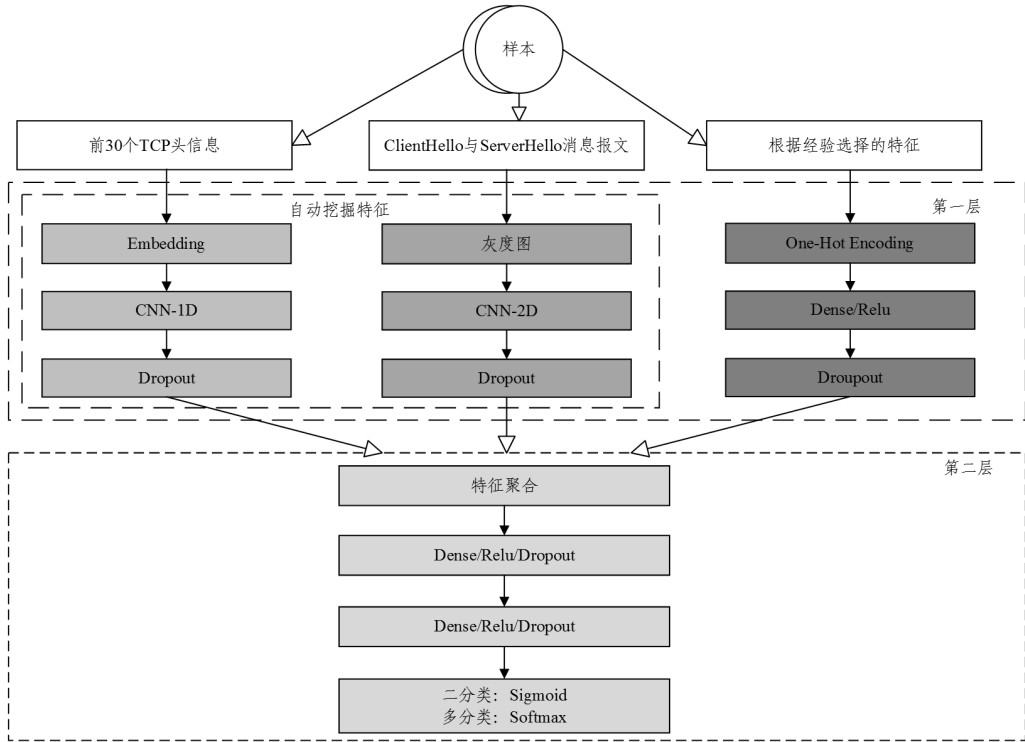 样本
前30个TCP头信息
ClientHello与ServerHello消息报文
根据经验选择的特征
第一层
自动挖掘特征
Embedding
灰度图
One-Hot Encoding
CNN-1D
CNN-2D
Dense/Relu
Dropout
Dropout
Droupout
第二层
特征聚合
Dense/Relu/Dropout
Dense/Relu/Dropout
二分类：Sigmoid
多分类：Softmax